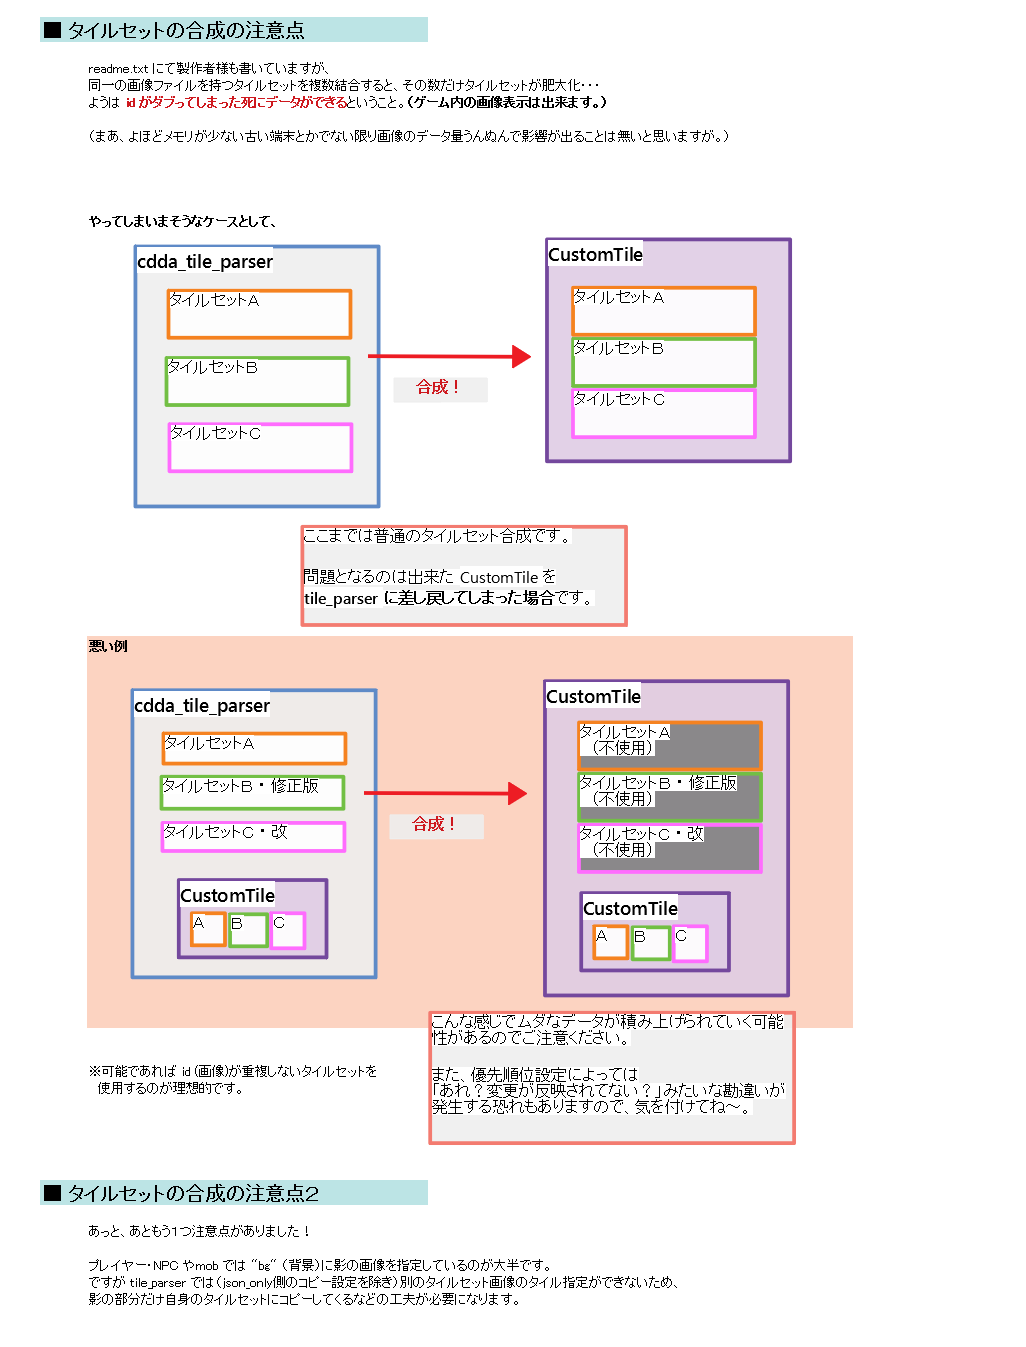 ■ タイルセットの合成の注意点
readme.txt にて製作者様も書いていますが、
同一の画像ファイルを持つタイルセットを複数結合すると、その数だけタイルセットが肥大化・・・
ようは id がダブってしまった死にデータができるということ。（ゲーム内の画像表示は出来ます。）
（まあ、よほどメモリが少ない古い端末とかでない限り画像のデータ量うんぬんで影響が出ることは無いと思いますが。）
やってしまいまそうなケースとして、
cdda_tile_parser
タイルセットA
タイルセットB
タイルセットC
合成！
CustomTile
タイルセットA
タイルセットB
タイルセットC
ここまでは普通のタイルセット合成です。
問題となるのは出来た CustomTile を
tile_parser に差し戻してしまった場合です。
悪い例
cdda_tile_parser
タイルセットA
タイルセットB・修正版
タイルセットC・改
CustomTile
A B C
合成！
CustomTile
タイルセットA
（不使用）
タイルセットB・修正版
（不使用）
タイルセットC・改
（不使用）
CustomTile
A B C
こんな感じでムダなデータが積み上げられていく可能
性があるのでご注意ください。
また、優先順位設定によっては
「あれ？変更が反映されてない？」みたいな勘違いが
発生する恐れもありますので、気を付けてね～。
※可能であれば id（画像）が重複しないタイルセットを
使用するのが理想的です。
■ タイルセットの合成の注意点２
あっと、あともう１つ注意点がありました！
プレイヤー・NPC やmob では “bg“ （背景）に影の画像を指定しているのが大半です。
ですが tile_parser では（json_only側のコピー設定を除き）別のタイルセット画像のタイル指定ができないため、
影の部分だけ自身のタイルセットにコピーしてくるなどの工夫が必要になります。